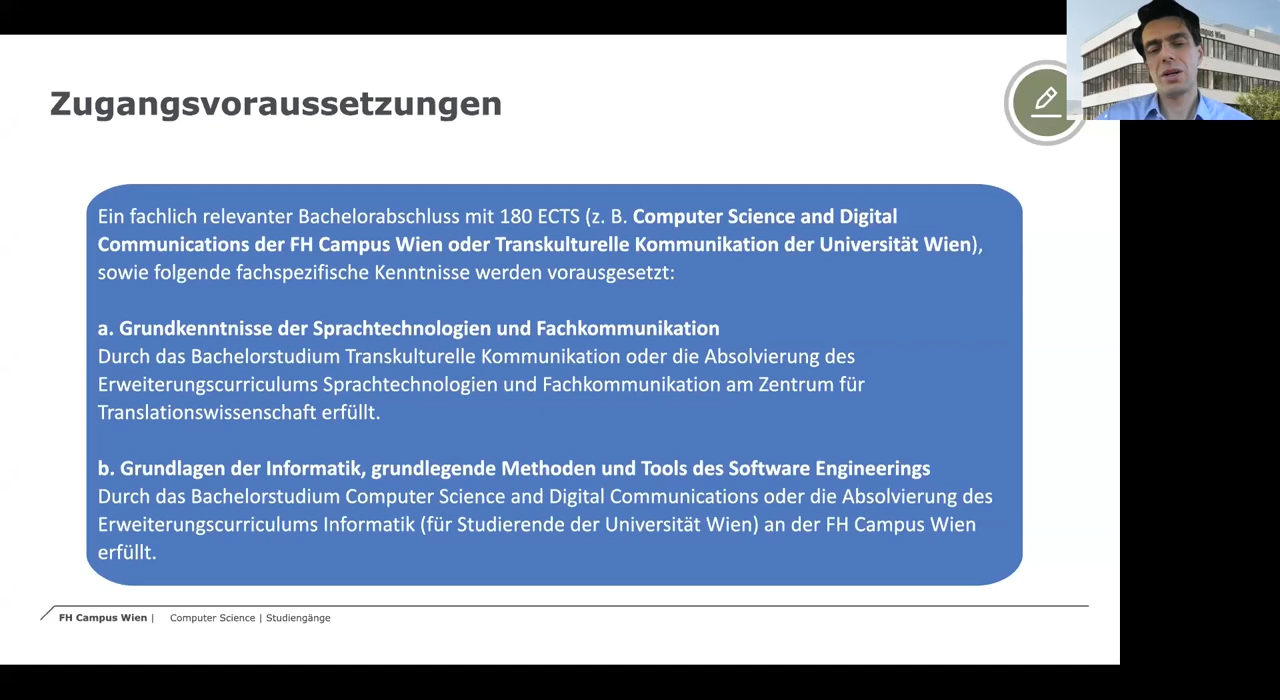 Zugangsvoraussetzungen
Ein fachlich relevanter Bachelorabschluss mit 180 ECTS (z. B. Computer Science and Digital
Communications der FH Campus Wien oder Transkulturelle Kommunikation der Universität Wien),
sowie folgende fachspezifische Kenntnisse werden vorausgesetzt:
a. Grundkenntnisse der Sprachtechnologien und Fachkommunikation
Durch das Bachelorstudium Transkulturelle Kommunikation oder die Absolvierung des
Erweiterungscurriculums Sprachtechnologien und Fachkommunikation am Zentrum für
Translationswissenschaft erfüllt.
b. Grundlagen der Informatik, grundlegende Methoden und Tools des Software Engineerings
Durch das Bachelorstudium Computer Science and Digital Communications oder die Absolvierung des
Erweiterungscurriculums Informatik (für Studierende der Universität Wien) an der FH Campus Wien
erfüllt.
FH Campus Wien | Computer Science | Studiengänge